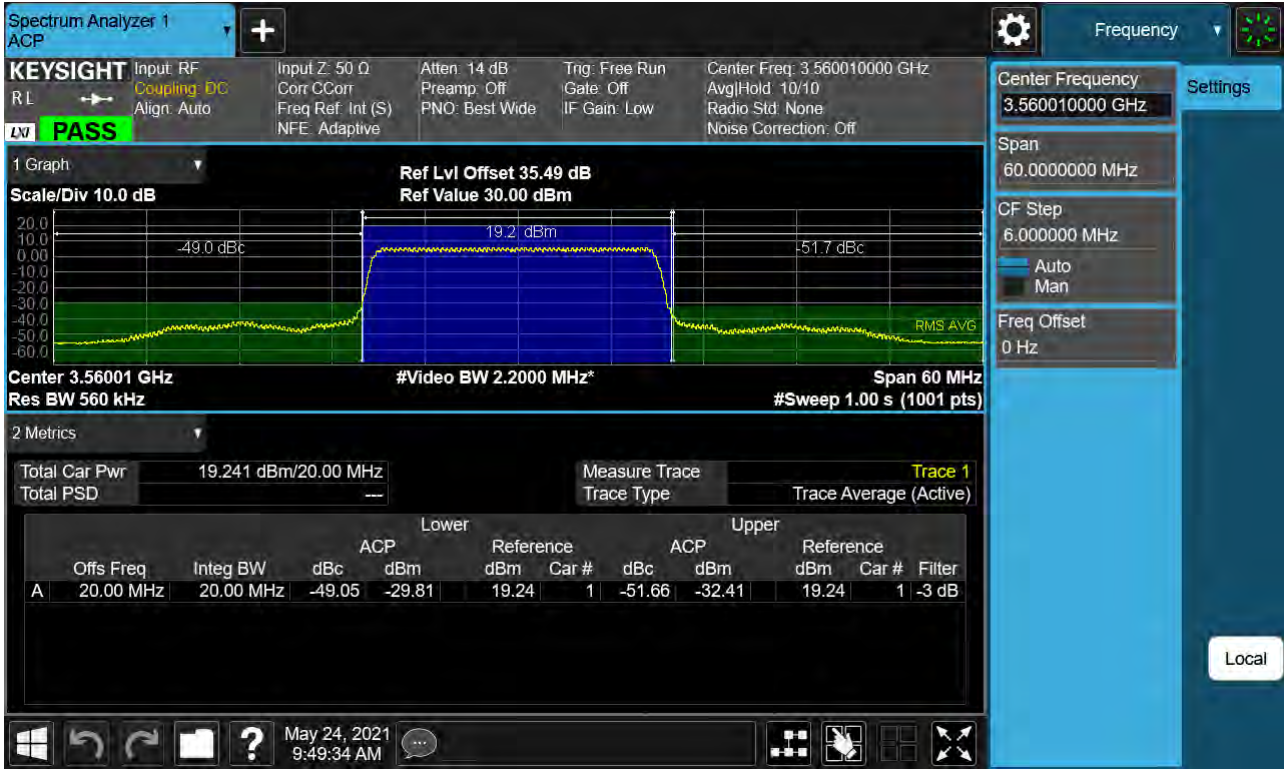 Spectrum Analyzer 1
ACP
Frequency
KEYSIGHT
R L
LXI
PASS
Input: RF
Coupling: DC
Align: Auto
Input Z: 50 Ω
Corr CCorr
Freq Ref: Int (S)
NFE: Adaptive
Atten: 14 dB
Preamp: Off
PNO: Best Wide
Trig: Free Run
Gate: Off
IF Gain: Low
Center Freq: 3.560010000 GHz
Avg|Hold: 10/10
Radio Std: None
Noise Correction: Off
1 Graph
Scale/Div 10.0 dB
Ref Lvl Offset 35.49 dB
Ref Value 30.00 dBm
20.0
10.0
0.00
-10.0
-20.0
-30.0
-40.0
-50.0
-60.0
-49.0 dBc
19.2 dBm
-51.7 dBc
RMS AVG
Center 3.56001 GHz
#Video BW 2.2000 MHz*
Span 60 MHz
Res BW 560 kHz
#Sweep 1.00 s (1001 pts)
2 Metrics
Total Car Pwr 19.241 dBm/20.00 MHz
Total PSD ---
Measure Trace Trace 1
Trace Type Trace Average (Active)
Lower Upper
ACP Reference ACP Reference
Offs Freq Integ BW dBc dBm dBm Car # dBc dBm dBm Car # Filter
A 20.00 MHz 20.00 MHz -49.05 -29.81 19.24 1 -51.66 -32.41 19.24 1 -3 dB
Center Frequency
3.560010000 GHz
Span
60.0000000 MHz
CF Step
6.000000 MHz
Auto
Man
Freq Offset
0 Hz
Settings
Local
?
May 24, 2021
9:49:34 AM